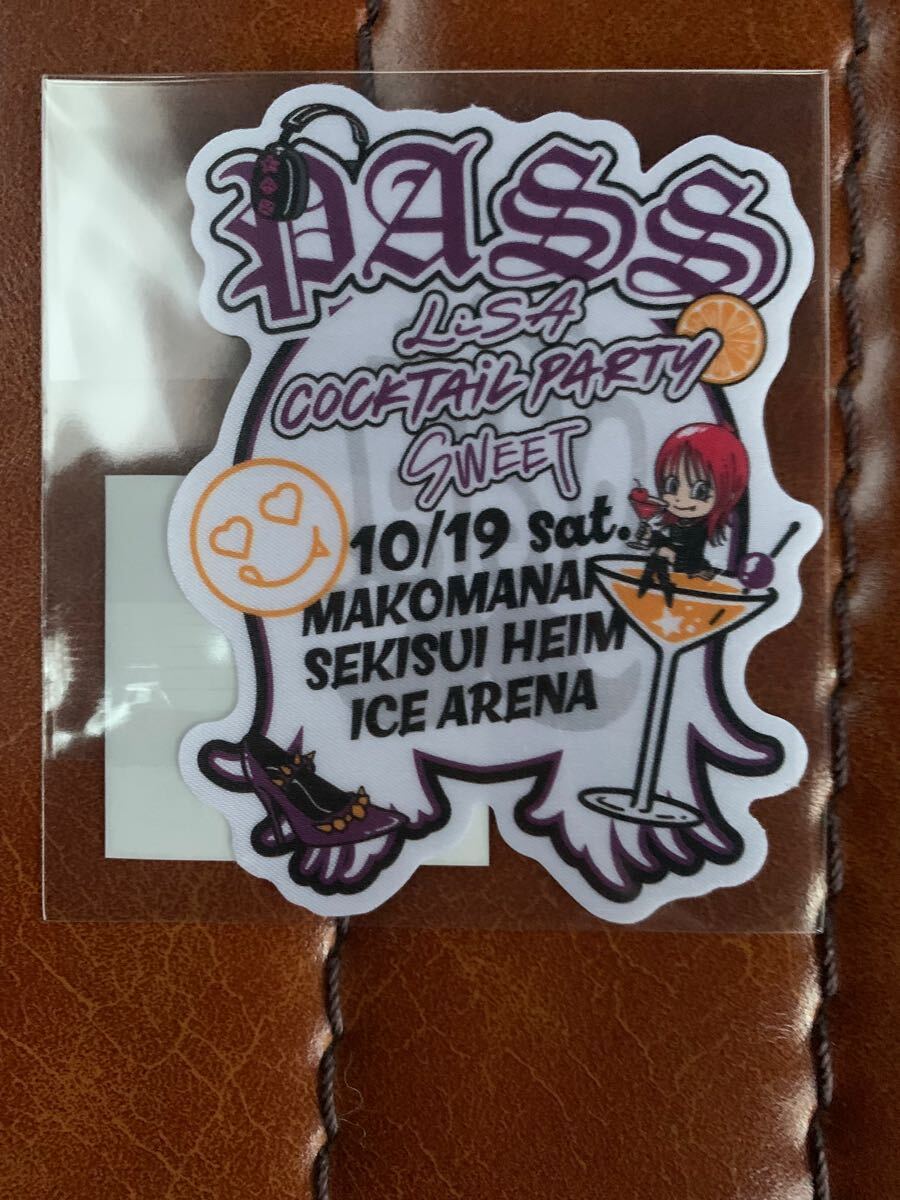 PASS
LiSA
COCKTAiL PARTY
SWEET
10/19 sat.
MAKOMANAI
SEKISUI HEIM
ICE ARENA